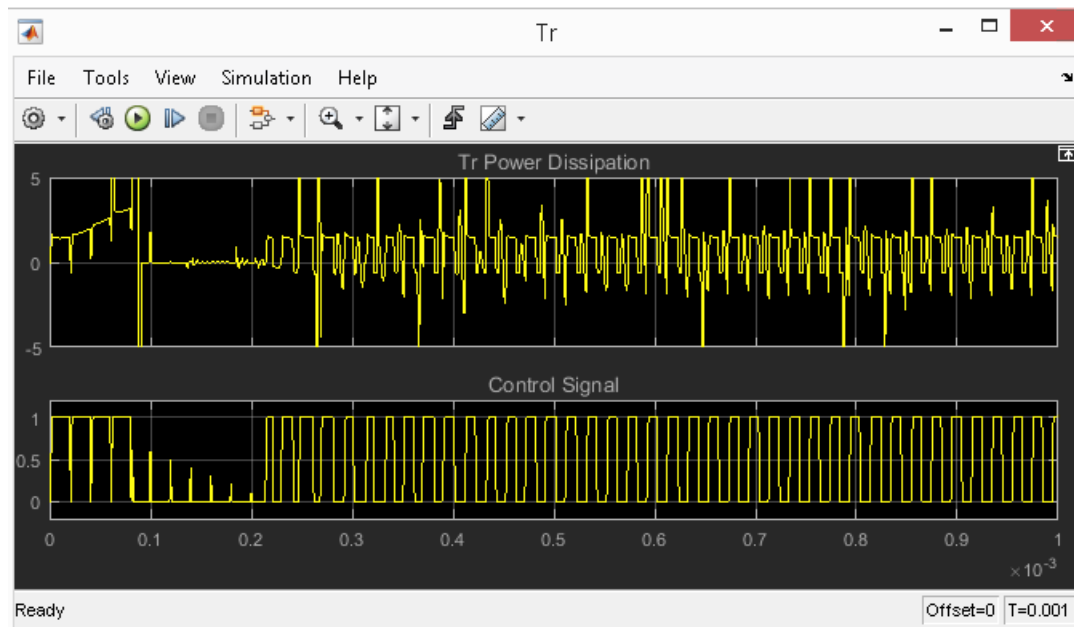 Tr
File Tools View Simulation Help
Tr Power Dissipation
5
0
-5
Control Signal
1
0.5
0
0 0.1 0.2 0.3 0.4 0.5 0.6 0.7 0.8 0.9 1
×10⁻³
Ready Offset=0 T=0.001